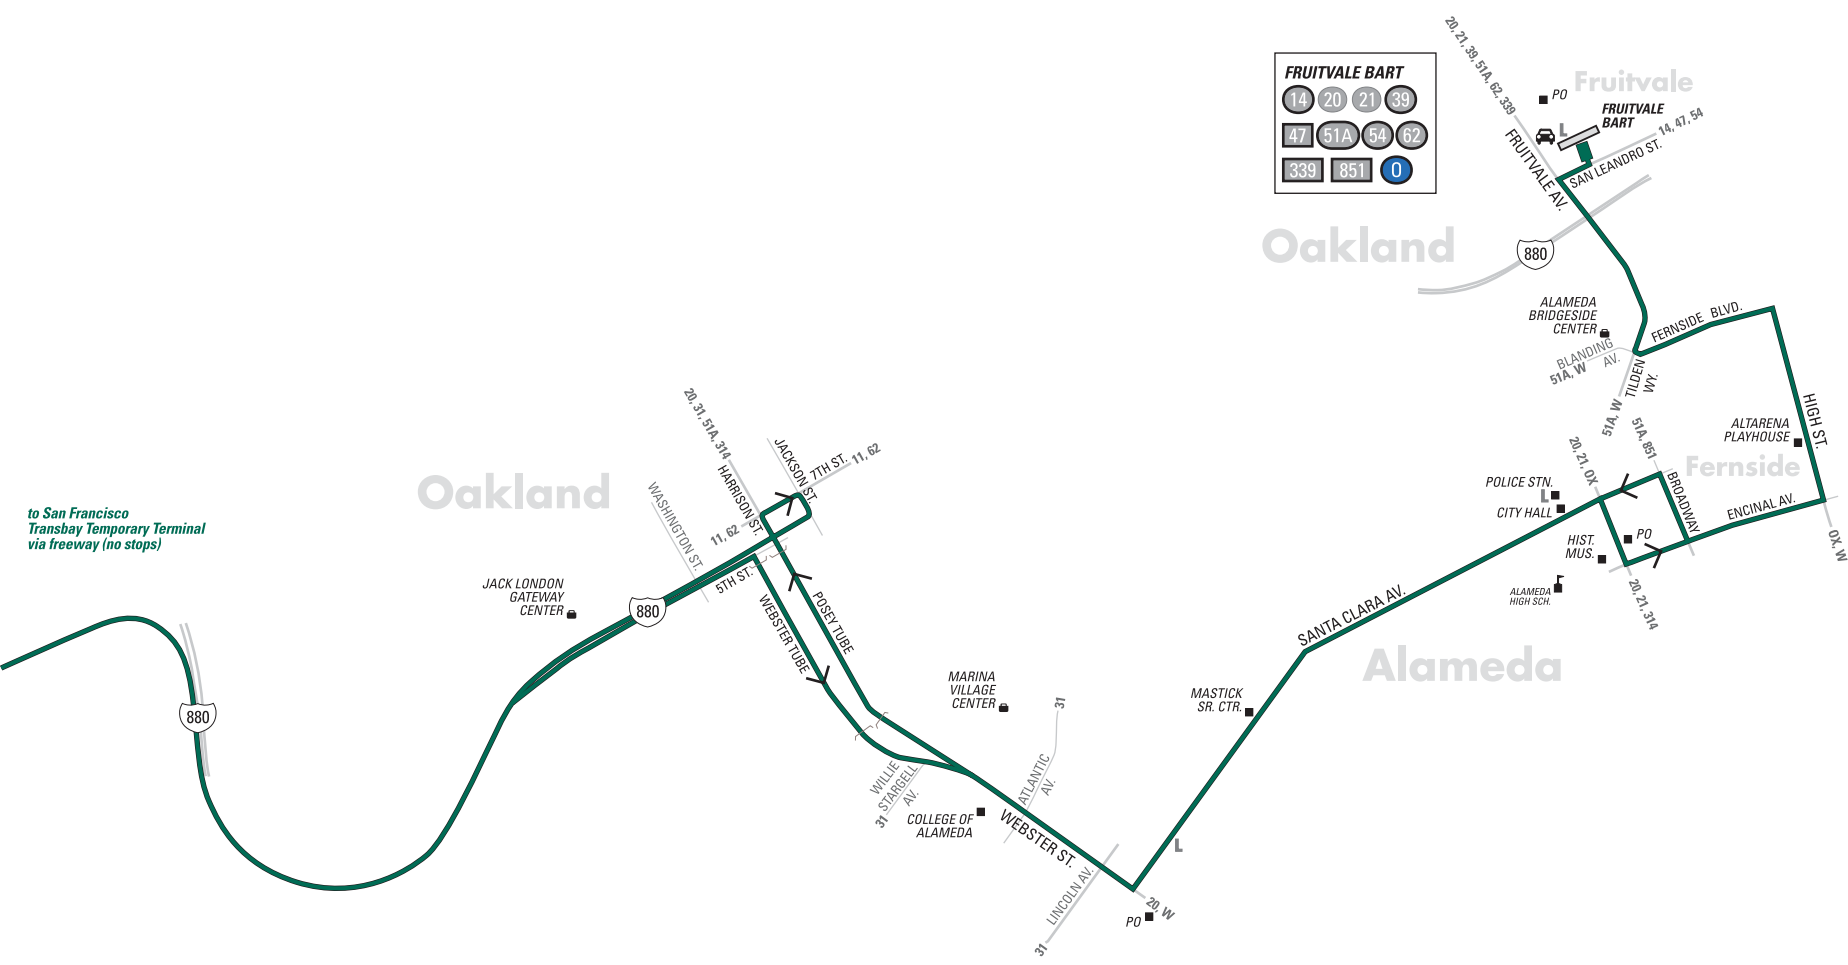 20, 21, 39, 51A, 62, 339
FRUITVALE BART
14 20 21 39
47 51A 54 62
339 851 O
PO
Fruitvale
L
FRUITVALE
BART
14, 47, 54
SAN LEANDRO ST.
FRUITVALE AV.
Oakland
880
ALAMEDA
BRIDGESIDE
CENTER
FERNSIDE BLVD.
BLANDING
AV.
51A, W
TILDEN
WY.
51A, W
HIGH ST.
ALTARENA
PLAYHOUSE
Fernside
51A, 851
20, 21, OX
BROADWAY
POLICE STN.
L
CITY HALL
ENCINAL AV.
OX, W
HIST.
MUS.
PO
ALAMEDA
HIGH SCH.
20, 21, 314
SANTA CLARA AV.
Alameda
20, 31, 51A, 314
HARRISON ST.
JACKSON ST.
7TH ST.
11, 62
Oakland
WASHINGTON ST.
11, 62
5TH ST.
to San Francisco
Transbay Temporary Terminal
via freeway (no stops)
JACK LONDON
GATEWAY
CENTER
880
WEBSTER TUBE
POSEY TUBE
880
MARINA
VILLAGE
CENTER
31
ATLANTIC
AV.
MASTICK
SR. CTR.
WILLIE
STARGELL
AV.
31
COLLEGE OF
ALAMEDA
WEBSTER ST.
L
LINCOLN AV.
31
20, W
PO